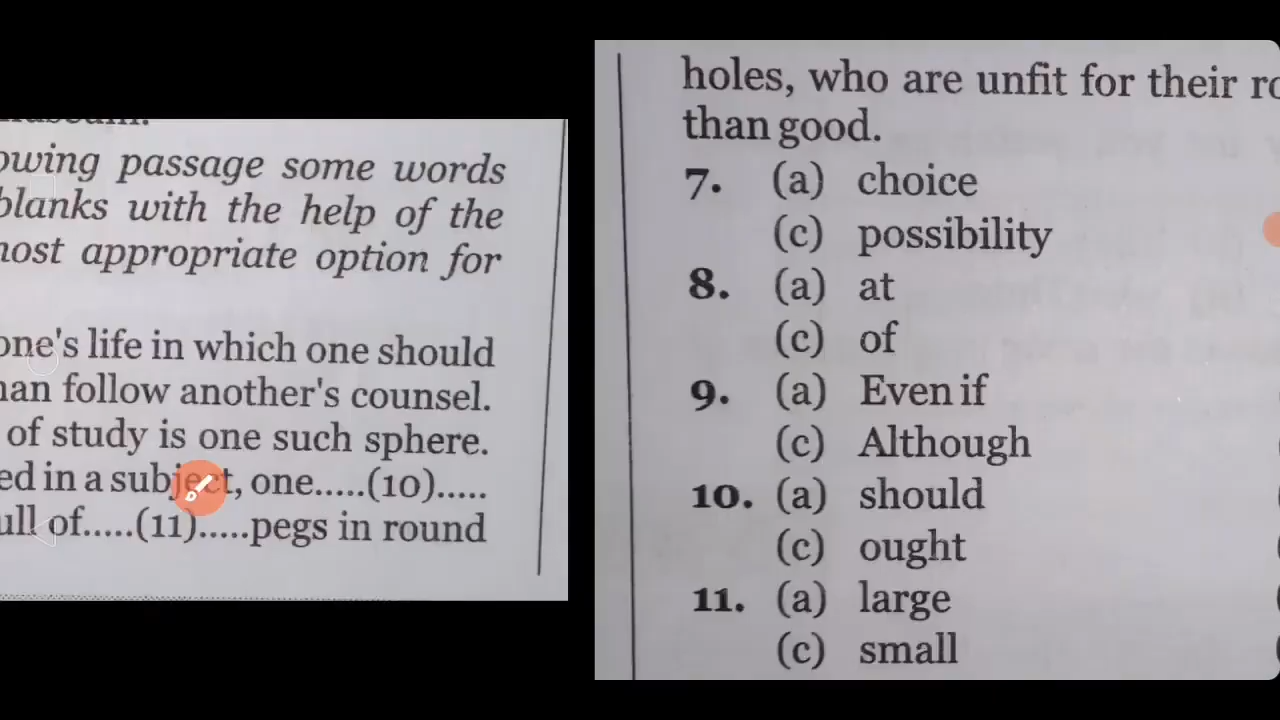 owing passage some words
blanks with the help of the
most appropriate option for
one's life in which one should
than follow another's counsel.
of study is one such sphere.
ed in a subject, one.....(10).....
full of.....(11).....pegs in round
holes, who are unfit for their
than good.
7. (a) choice
(c) possibility
8. (a) at
(c) of
9. (a) Even if
(c) Although
10. (a) should
(c) ought
11. (a) large
(c) small